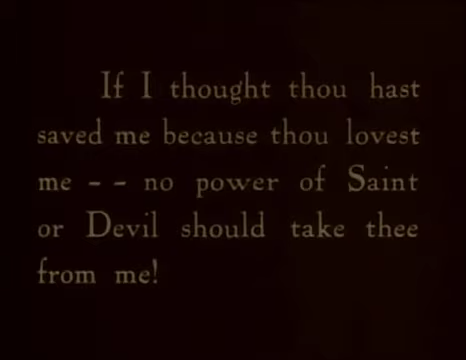 If I thought thou hast
saved me because thou lovest
me - - no power of Saint
or Devil should take thee
from me!